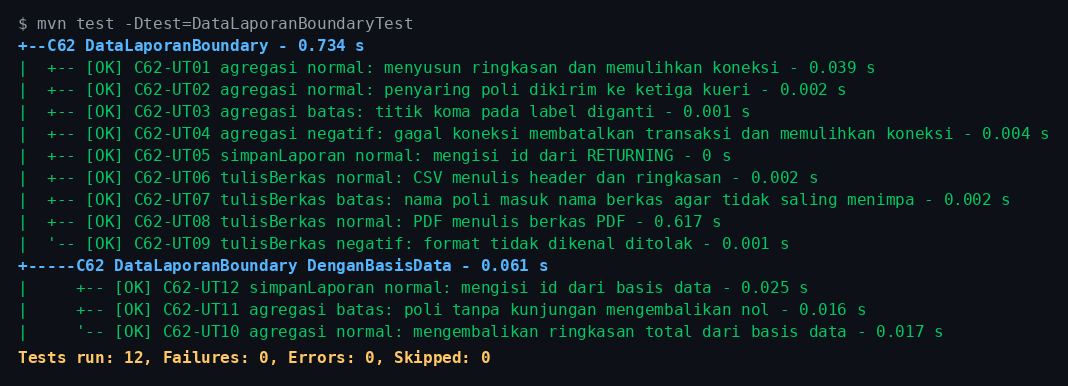 $ mvn test -Dtest=DataLaporanBoundaryTest
+--C62 DataLaporanBoundary - 0.734 s
|  +-- [OK] C62-UT01 agregasi normal: menyusun ringkasan dan memulihkan koneksi - 0.039 s
|  +-- [OK] C62-UT02 agregasi normal: penyaring poli dikirim ke ketiga kueri - 0.002 s
|  +-- [OK] C62-UT03 agregasi batas: titik koma pada label diganti - 0.001 s
|  +-- [OK] C62-UT04 agregasi negatif: gagal koneksi membatalkan transaksi dan memulihkan koneksi - 0.004 s
|  +-- [OK] C62-UT05 simpanLaporan normal: mengisi id dari RETURNING - 0 s
|  +-- [OK] C62-UT06 tulisBerkas normal: CSV menulis header dan ringkasan - 0.002 s
|  +-- [OK] C62-UT07 tulisBerkas batas: nama poli masuk nama berkas agar tidak saling menimpa - 0.002 s
|  +-- [OK] C62-UT08 tulisBerkas normal: PDF menulis berkas PDF - 0.617 s
|  '-- [OK] C62-UT09 tulisBerkas negatif: format tidak dikenal ditolak - 0.001 s
+-----C62 DataLaporanBoundary DenganBasisData - 0.061 s
|     +-- [OK] C62-UT12 simpanLaporan normal: mengisi id dari basis data - 0.025 s
|     +-- [OK] C62-UT11 agregasi batas: poli tanpa kunjungan mengembalikan nol - 0.016 s
|     '-- [OK] C62-UT10 agregasi normal: mengembalikan ringkasan total dari basis data - 0.017 s
Tests run: 12, Failures: 0, Errors: 0, Skipped: 0